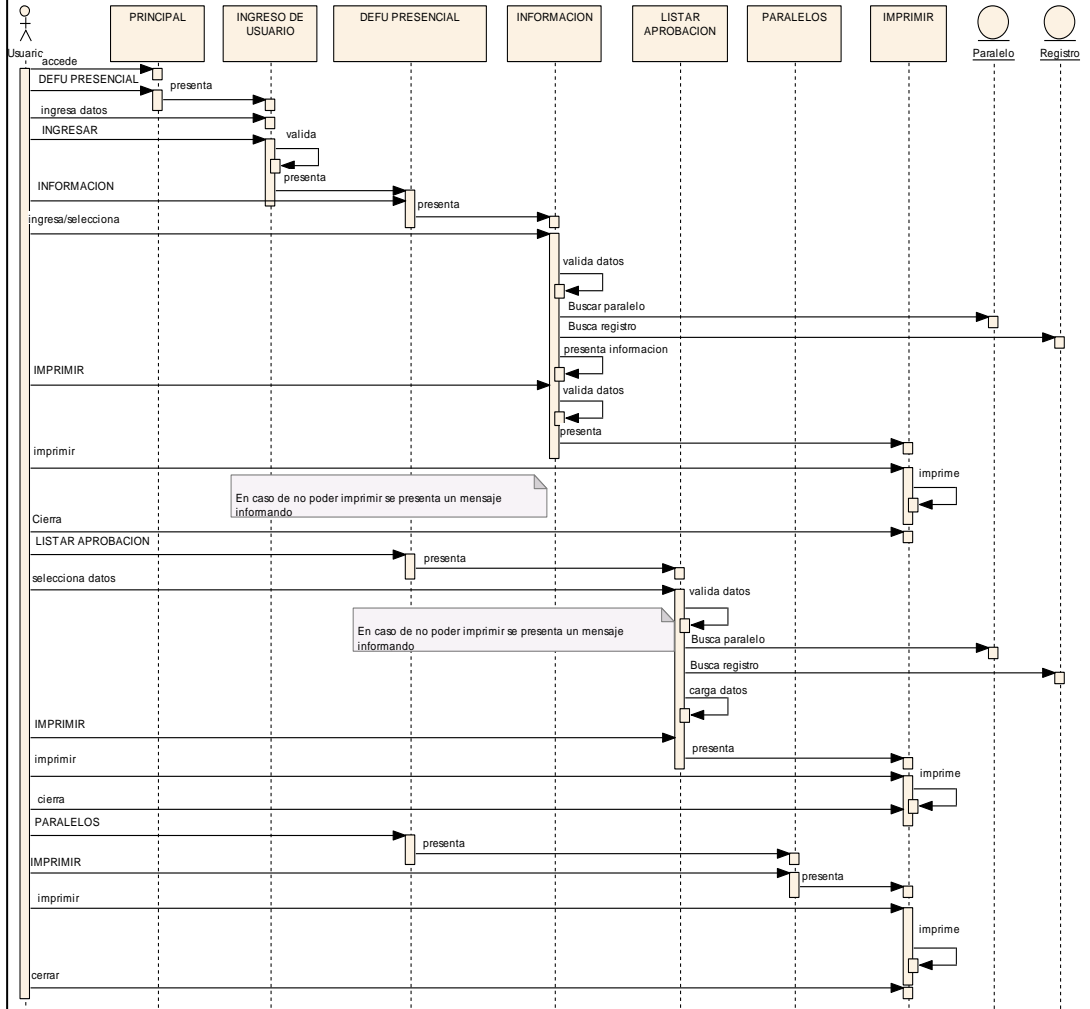 PRINCIPAL
INGRESO DE
USUARIO
DEFU PRESENCIAL
INFORMACION
LISTAR
APROBACION
PARALELOS
IMPRIMIR
Usuaric
Paralelo
Registro
accede
DEFU PRESENCIAL
presenta
ingresa datos
INGRESAR
valida
presenta
INFORMACION
presenta
ingresa/selecciona
valida datos
Buscar paralelo
Busca registro
presenta informacion
IMPRIMIR
valida datos
presenta
imprimir
imprime
En caso de no poder imprimir se presenta un mensaje
informando
Cierra
LISTAR APROBACION
presenta
selecciona datos
valida datos
En caso de no poder imprimir se presenta un mensaje
informando
Busca paralelo
Busca registro
carga datos
IMPRIMIR
presenta
imprimir
imprime
cierra
PARALELOS
presenta
IMPRIMIR
presenta
imprimir
imprime
cerrar